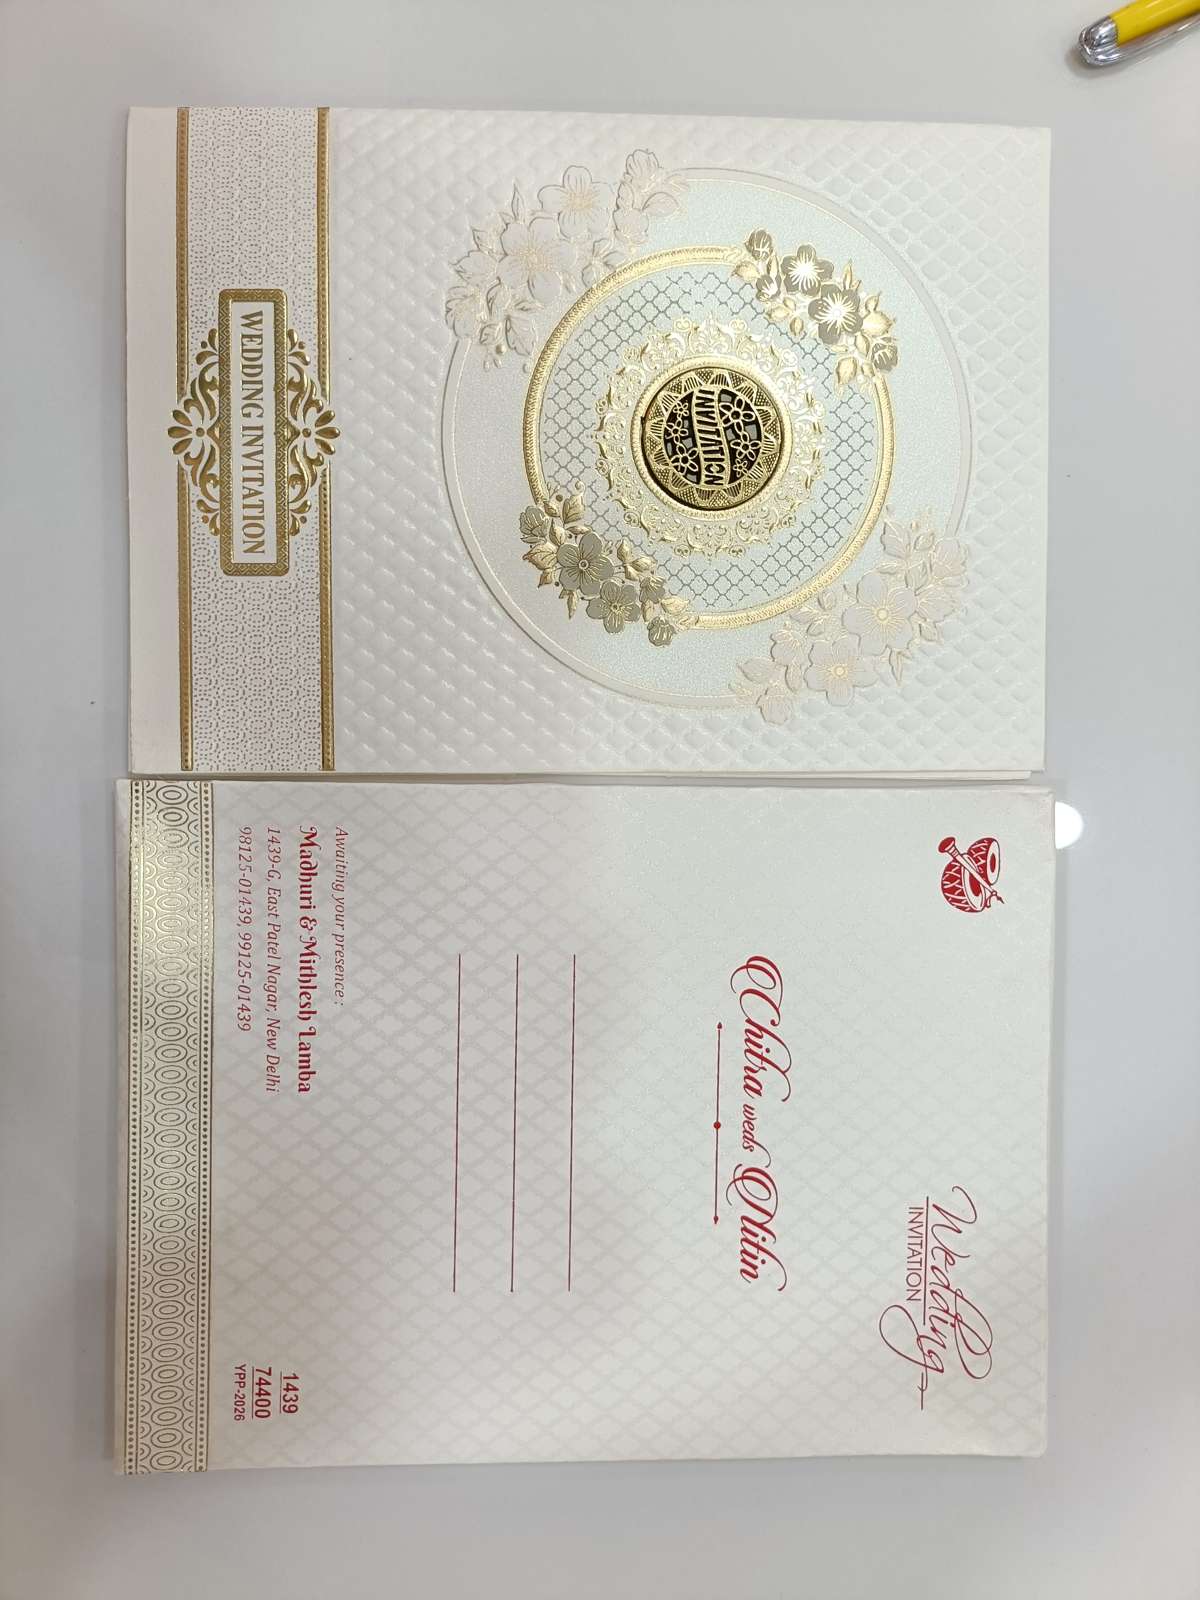 WEDDING INVITATION
INVITATION
Wedding
INVITATION
Chitra weds Nitin
Awaiting your presence :
Madhuri & Mithlesh Lamba
1439-G, East Patel Nagar, New Delhi
98125-01439, 99125-01439
1439
74400
YPP-2026